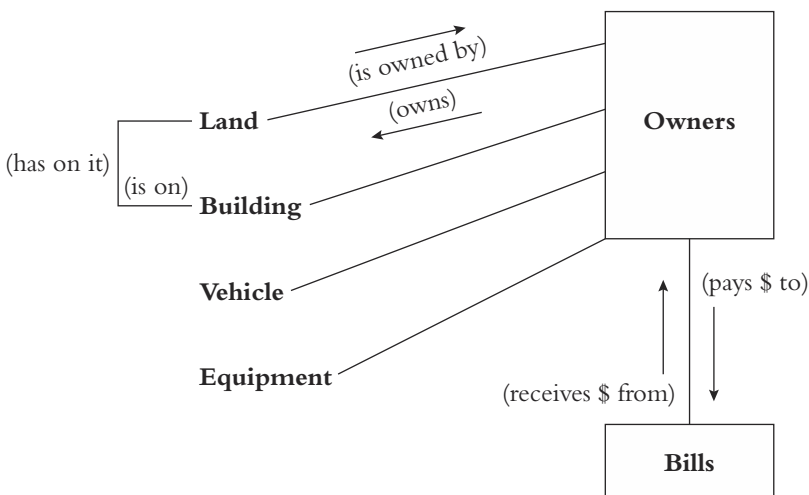 (is owned by)
(owns)
Land
Owners
(has on it)
(is on)
Building
Vehicle
(pays $ to)
Equipment
(receives $ from)
Bills